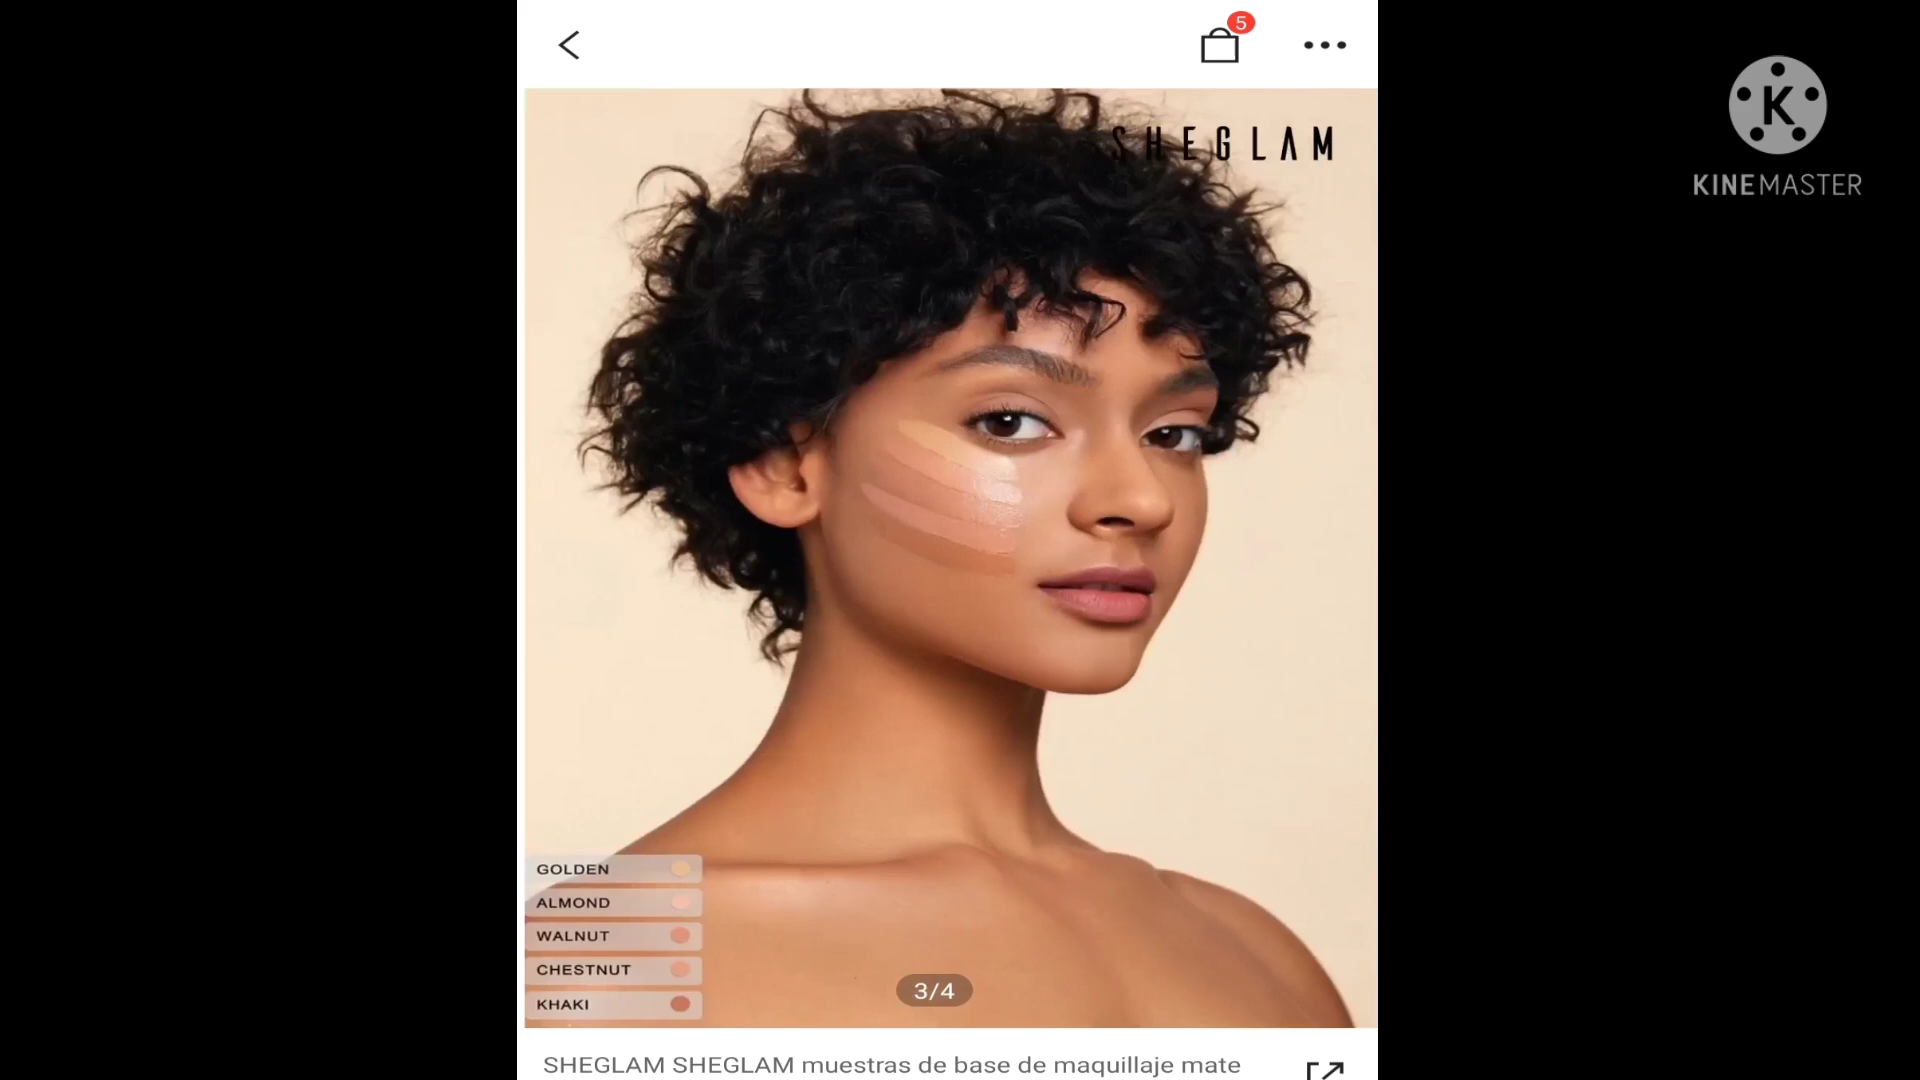 5
SHEGLAM
KINEMASTER
GOLDEN
ALMOND
WALNUT
CHESTNUT
KHAKI
3/4
SHEGLAM SHEGLAM muestras de base de maquillaje mate